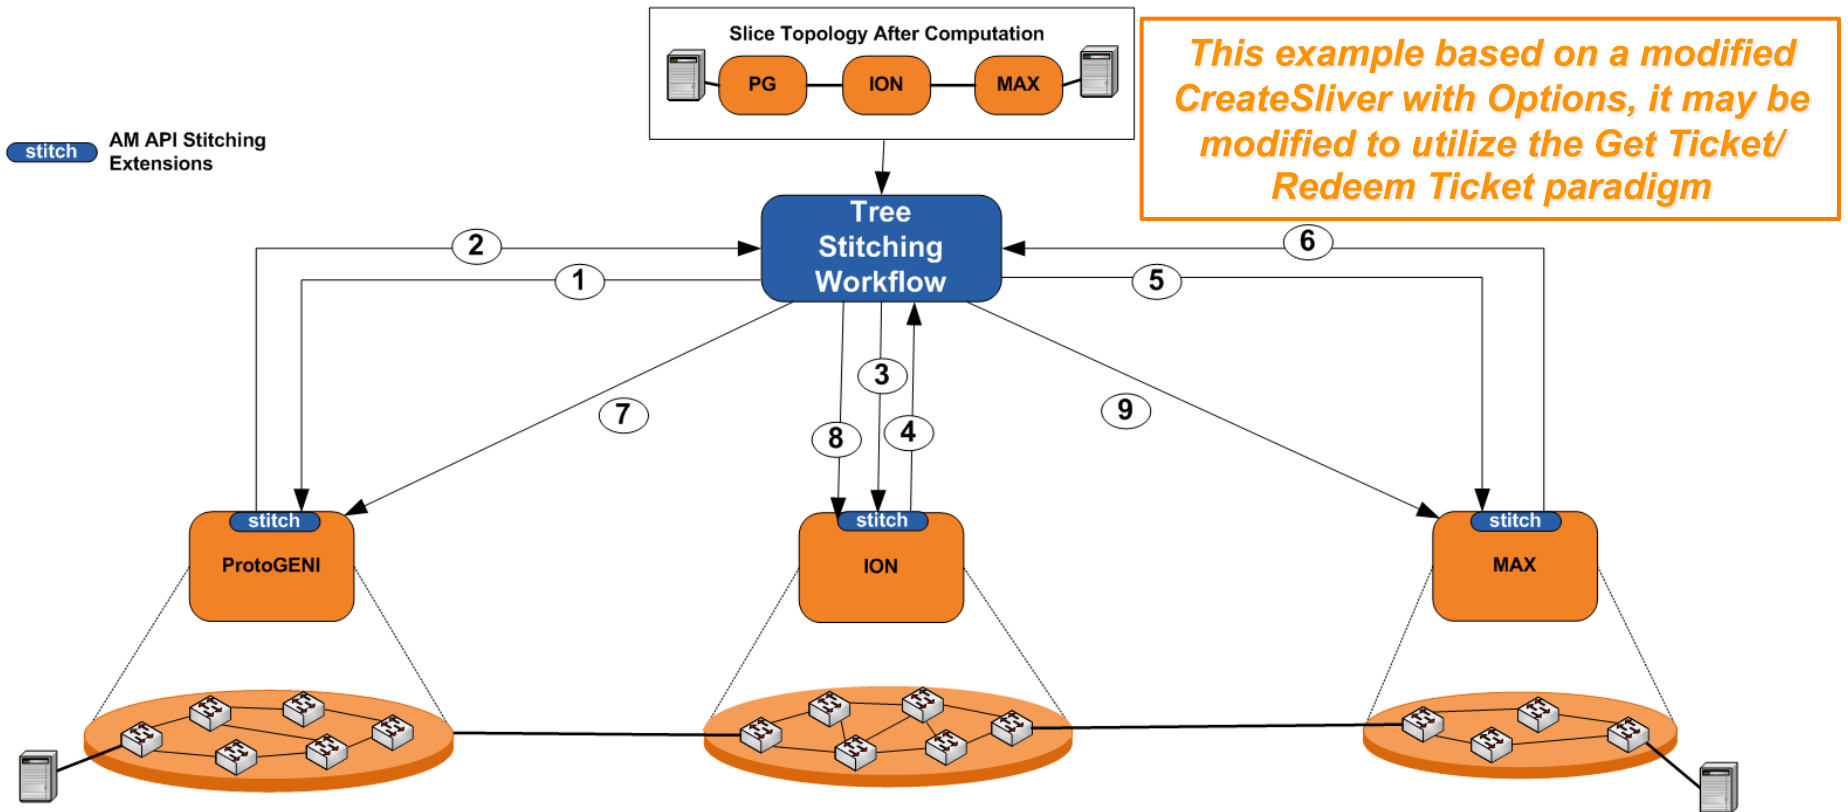 Slice Topology After Computation
PG
ION
MAX
This example based on a modified
CreateSliver with Options, it may be
modified to utilize the Get Ticket/
Redeem Ticket paradigm
stitch
AM API Stitching
Extensions
Tree
Stitching
Workflow
2
6
1
5
3
7
8
4
9
stitch
stitch
stitch
ProtoGENI
ION
MAX